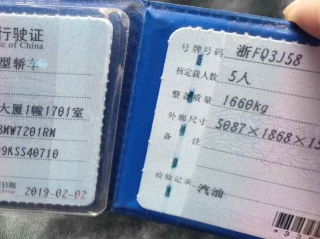 行驶证
c of China
型轿车
大厦1幢1701室
BMW7201RM
9KSS40710
2019-02-02
号牌号码 浙FQ3J58
核定载人数 5人
整备质量 1660kg
外廓尺寸 5087×1868×15
备注
检验记录 汽油